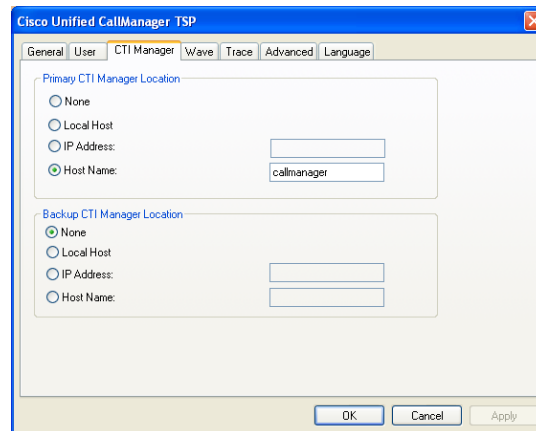 Cisco Unified CallManager TSP
General User CTI Manager Wave Trace Advanced Language
Primary CTI Manager Location
None
Local Host
IP Address:
Host Name: callmanager
Backup CTI Manager Location
None
Local Host
IP Address:
Host Name:
OK Cancel Apply